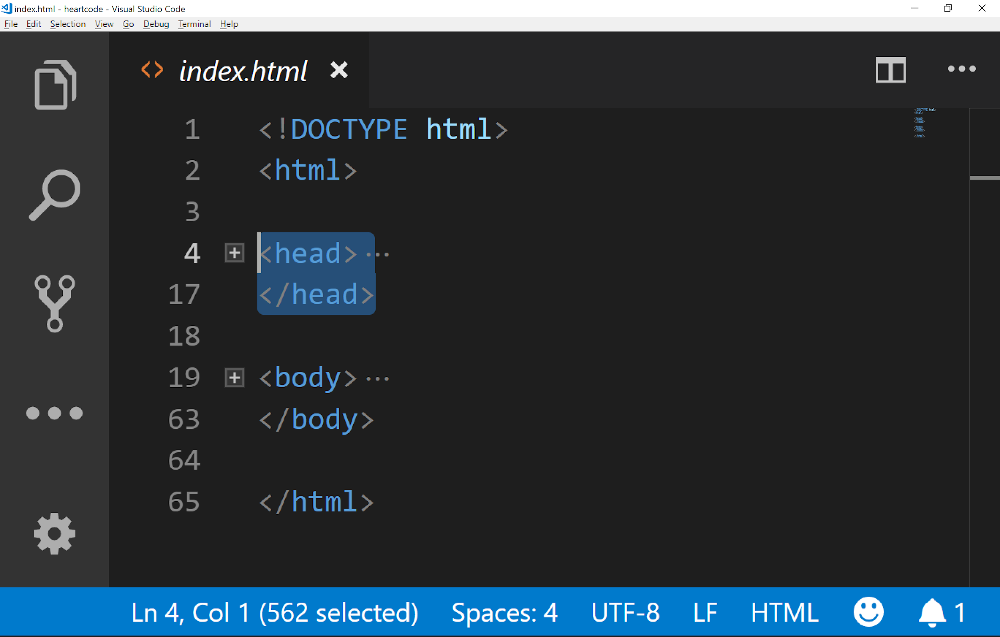 index.html - heartcode - Visual Studio Code
File Edit Selection View Go Debug Terminal Help
index.html
1 <!DOCTYPE html>
2 <html>
3
4 <head>···
17 </head>
18
19 <body>···
63 </body>
64
65 </html>
Ln 4, Col 1 (562 selected) Spaces: 4 UTF-8 LF HTML 1